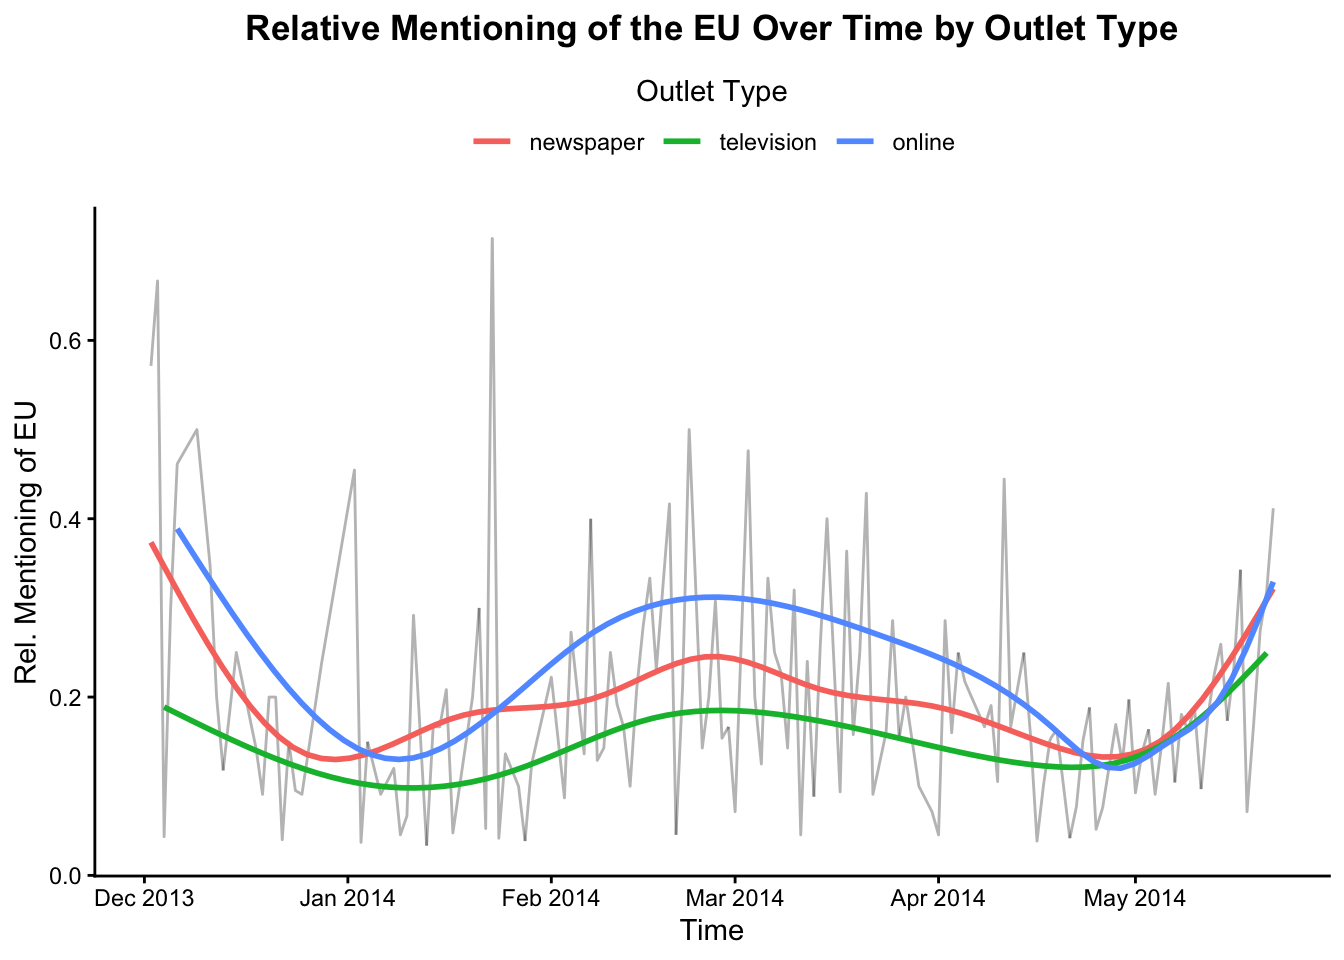 Relative Mentioning of the EU Over Time by Outlet Type
Outlet Type
newspaper television online
Rel. Mentioning of EU
0.6
0.4
0.2
0.0
Dec 2013 Jan 2014 Feb 2014 Mar 2014 Apr 2014 May 2014
Time